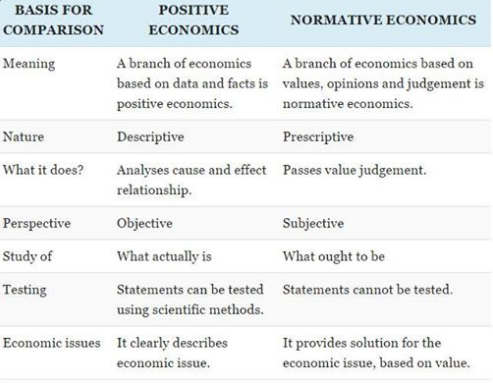 BASIS FOR COMPARISON POSITIVE ECONOMICS NORMATIVE ECONOMICS
Meaning
A branch of economics
based on data and facts is
positive economics.
A branch of economics based on
values, opinions and judgement is
normative economics.
Nature
Descriptive
Prescriptive
What it does?
Analyses cause and effect
relationship.
Passes value judgement.
Perspective
Objective
Subjective
Study of
What actually is
What ought to be
Testing
Statements can be tested
using scientific methods.
Statements cannot be tested.
Economic issues
It clearly describes
economic issue.
It provides solution for the
economic issue, based on value.